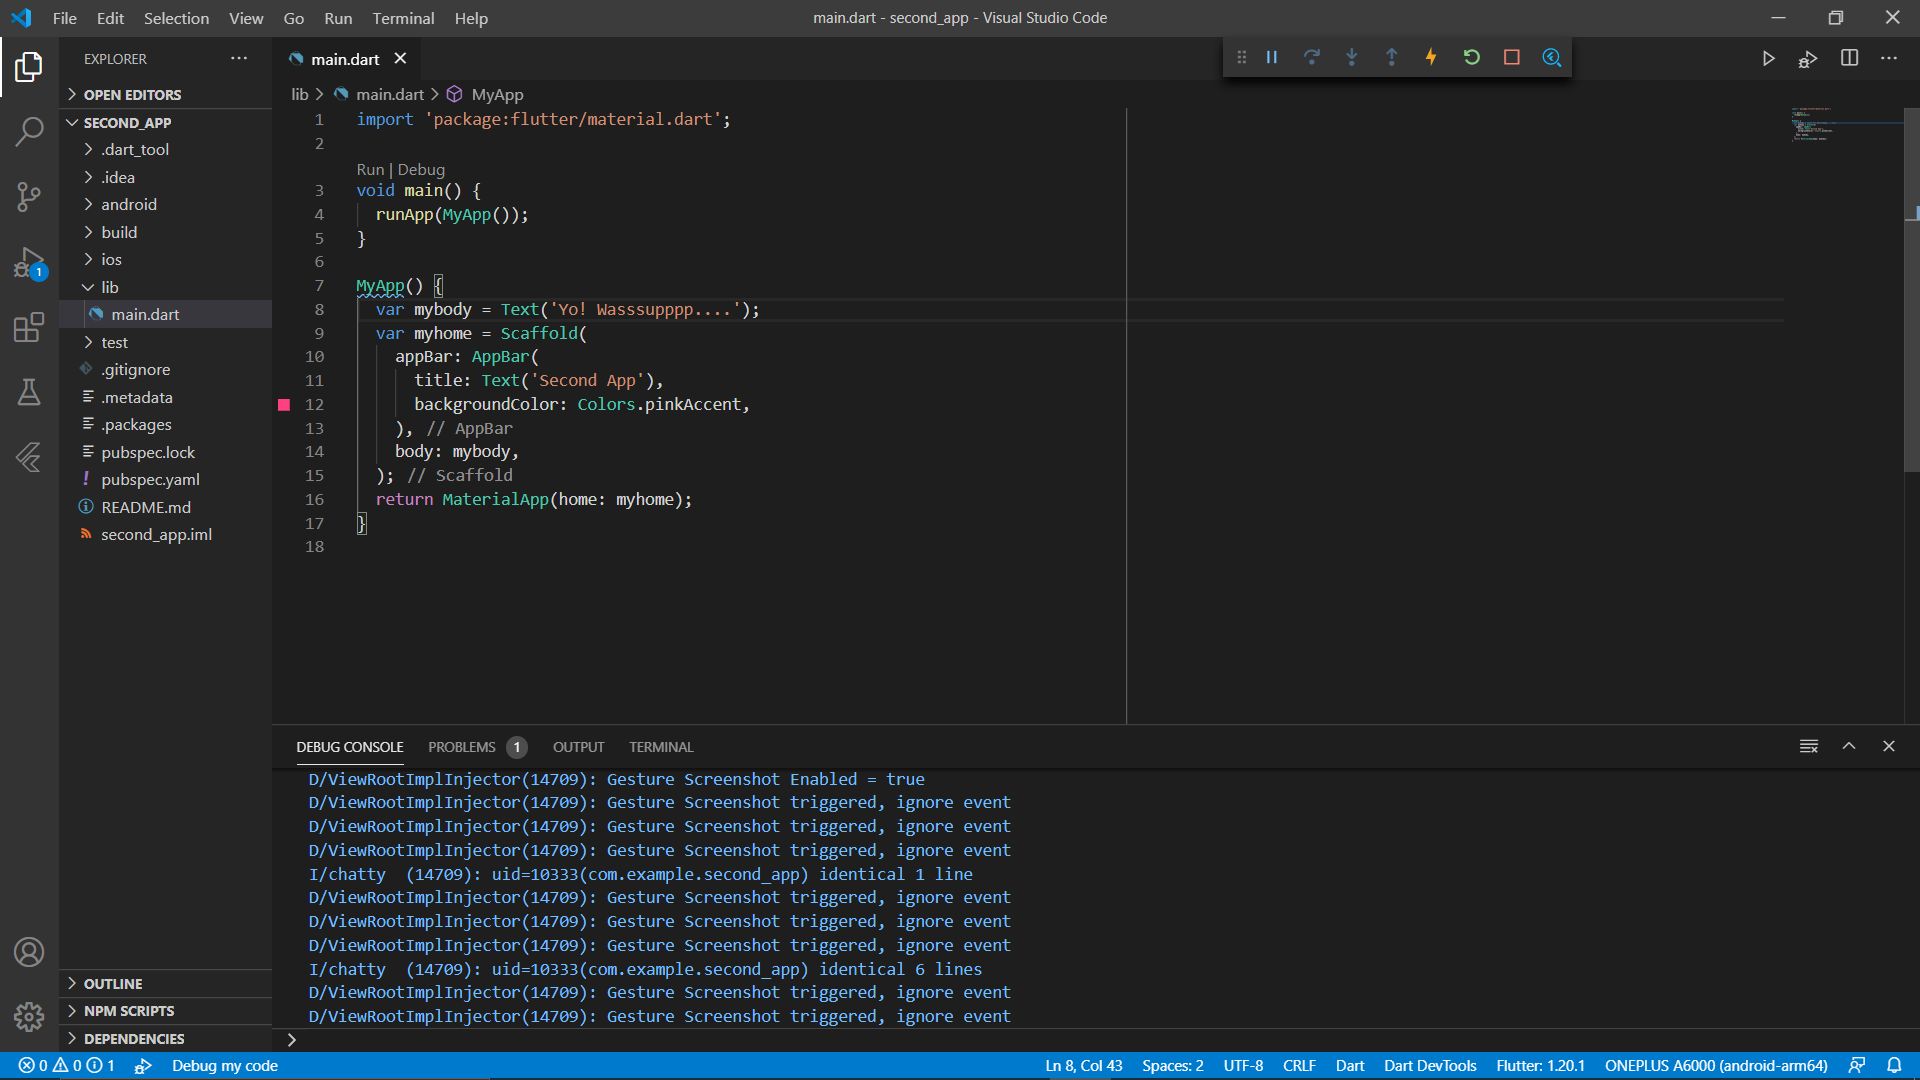 File Edit Selection View Go Run Terminal Help
main.dart - second_app - Visual Studio Code
EXPLORER
OPEN EDITORS
SECOND_APP
.dart_tool
.idea
android
build
ios
lib
main.dart
test
.gitignore
.metadata
.packages
pubspec.lock
pubspec.yaml
README.md
second_app.iml
OUTLINE
NPM SCRIPTS
DEPENDENCIES
1
main.dart
lib > main.dart > MyApp
1 import 'package:flutter/material.dart';
2
Run | Debug
3 void main() {
4 runApp(MyApp());
5 }
6
7 MyApp() {
8 var mybody = Text('Yo! Wasssupppp....');
9 var myhome = Scaffold(
10 appBar: AppBar(
11 title: Text('Second App'),
12 backgroundColor: Colors.pinkAccent,
13 ), // AppBar
14 body: mybody,
15 ); // Scaffold
16 return MaterialApp(home: myhome);
17 }
18
DEBUG CONSOLE PROBLEMS 1 OUTPUT TERMINAL
D/ViewRootImplInjector(14709): Gesture Screenshot Enabled = true
D/ViewRootImplInjector(14709): Gesture Screenshot triggered, ignore event
D/ViewRootImplInjector(14709): Gesture Screenshot triggered, ignore event
D/ViewRootImplInjector(14709): Gesture Screenshot triggered, ignore event
I/chatty  (14709): uid=10333(com.example.second_app) identical 1 line
D/ViewRootImplInjector(14709): Gesture Screenshot triggered, ignore event
D/ViewRootImplInjector(14709): Gesture Screenshot triggered, ignore event
D/ViewRootImplInjector(14709): Gesture Screenshot triggered, ignore event
I/chatty  (14709): uid=10333(com.example.second_app) identical 6 lines
D/ViewRootImplInjector(14709): Gesture Screenshot triggered, ignore event
D/ViewRootImplInjector(14709): Gesture Screenshot triggered, ignore event
0 0 1 Debug my code Ln 8, Col 43 Spaces: 2 UTF-8 CRLF Dart Dart DevTools Flutter: 1.20.1 ONEPLUS A6000 (android-arm64)